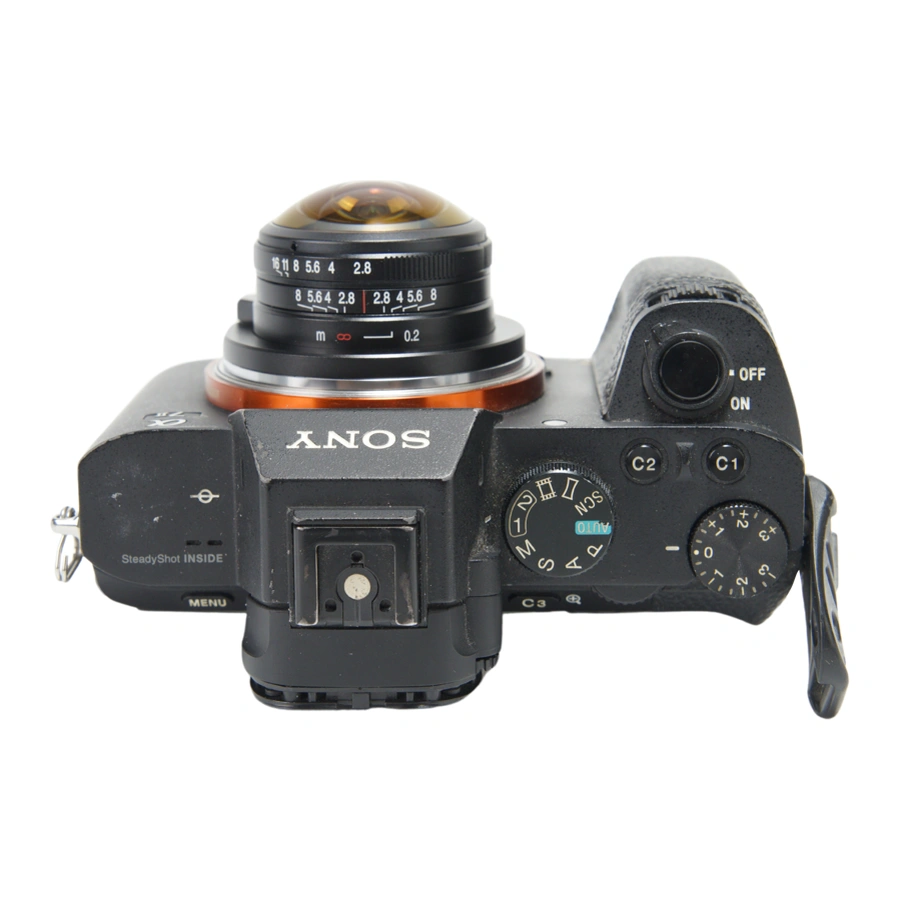 16 11 8 5.6 4 2.8
8 5.6 4 2.8 2.8 4 5.6 8
m ∞ 0.2
OFF
ON
SONY
α7II
C2 C1
SteadyShot INSIDE
MENU
2
1
M
S
A
P
AUTO
SCN
C3
+3
+2
+1
0
1
2
3